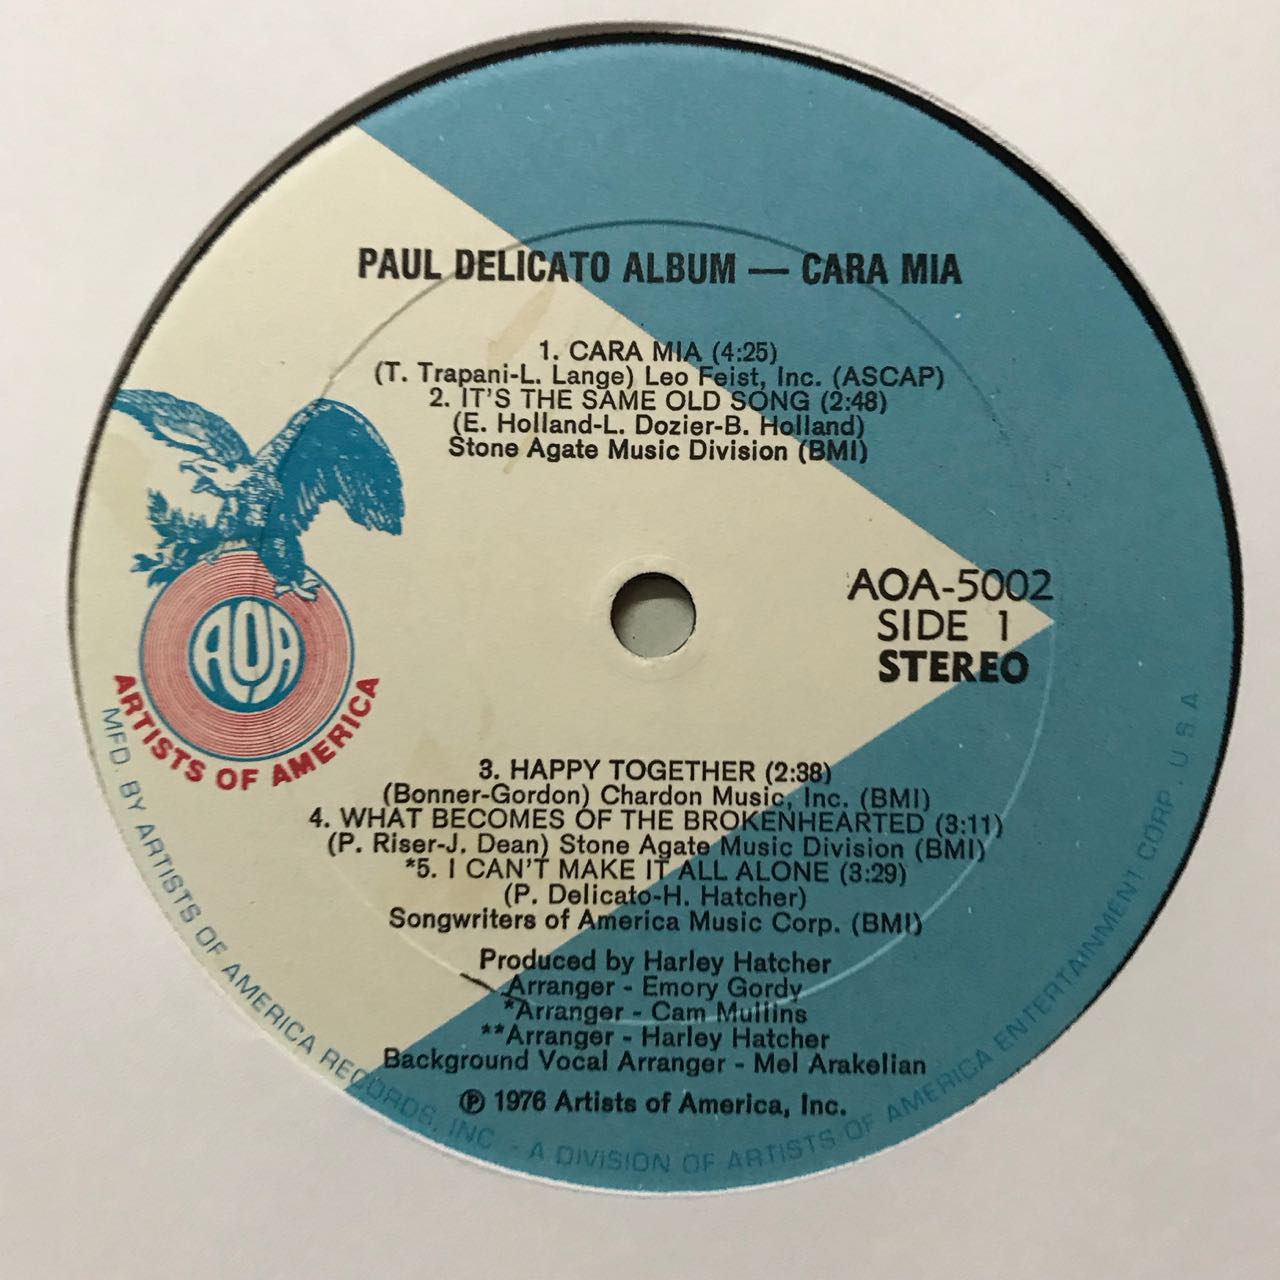 PAUL DELICATO ALBUM — CARA MIA
1. CARA MIA (4:25)
(T. Trapani-L. Lange) Leo Feist, Inc. (ASCAP)
2. IT'S THE SAME OLD SONG (2:48)
(E. Holland-L. Dozier-B. Holland)
Stone Agate Music Division (BMI)
AOA
ARTISTS OF AMERICA
AOA-5002
SIDE 1
STEREO
3. HAPPY TOGETHER (2:38)
(Bonner-Gordon) Chardon Music, Inc. (BMI)
4. WHAT BECOMES OF THE BROKENHEARTED (3:11)
(P. Riser-J. Dean) Stone Agate Music Division (BMI)
*5. I CAN'T MAKE IT ALL ALONE (3:29)
(P. Delicato-H. Hatcher)
Songwriters of America Music Corp. (BMI)
Produced by Harley Hatcher
Arranger - Emory Gordy
*Arranger - Cam Mullins
**Arranger - Harley Hatcher
Background Vocal Arranger - Mel Arakelian
℗ 1976 Artists of America, Inc.
MFD. BY ARTISTS OF AMERICA RECORDS, INC. - A DIVISION OF ARTISTS OF AMERICA ENTERTAINMENT CORP. U.S.A.